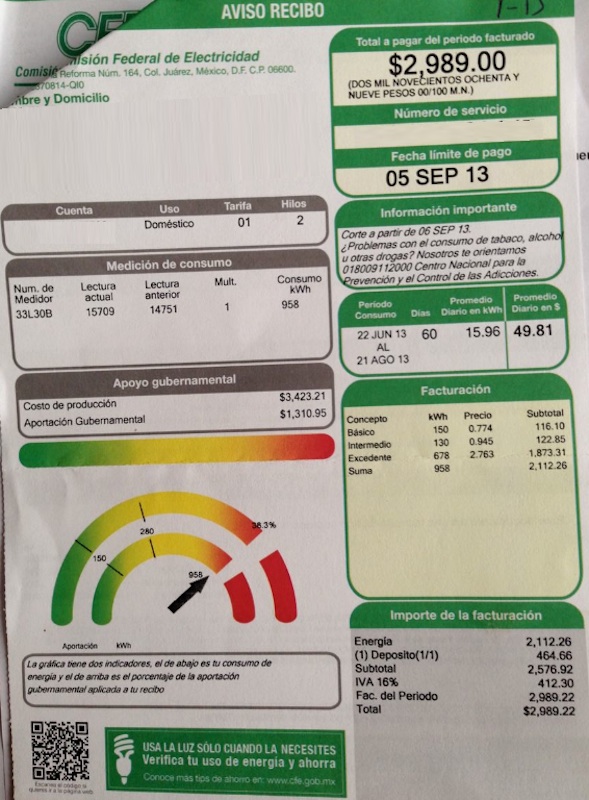 AVISO RECIBO
1-13
CFE
Comisión Federal de Electricidad
Reforma Núm. 164, Col. Juárez, México, D.F. C.P. 06600.
370814-QI0
mbre y Domicilio
Total a pagar del periodo facturado
$2,989.00
(DOS MIL NOVECIENTOS OCHENTA Y
NUEVE PESOS 00/100 M.N.)
Número de servicio
Fecha límite de pago
05 SEP 13
Cuenta Uso Tarifa Hilos
Doméstico 01 2
Información importante
Corte a partir de 06 SEP 13.
¿Problemas con el consumo de tabaco, alcohol
u otras drogas? Nosotros te orientamos
018009112000 Centro Nacional para la
Prevención y el Control de las Adicciones.
Medición de consumo
Num. de Medidor Lectura actual Lectura anterior Mult. Consumo kWh
33L30B 15709 14751 1 958
Periodo Consumo Días Promedio Diario en kWh Promedio Diario en $
22 JUN 13 60 15.96 49.81
AL
21 AGO 13
Apoyo gubernamental
Costo de producción $3,423.21
Aportación Gubernamental $1,310.95
Facturación
Concepto kWh Precio Subtotal
Básico 150 0.774 116.10
Intermedio 130 0.945 122.85
Excedente 678 2.763 1,873.31
Suma 958 2,112.26
38.3%
280
150
958
Aportación kWh
La gráfica tiene dos indicadores, el de abajo es tu consumo de
energía y el de arriba es el porcentaje de la aportación
gubernamental aplicada a tu recibo
Importe de la facturación
Energía 2,112.26
(1) Deposito(1/1) 464.66
Subtotal 2,576.92
IVA 16% 412.30
Fac. del Periodo 2,989.22
Total $2,989.22
Escanea el código si
quieres ir a la página web
USA LA LUZ SÓLO CUANDO LA NECESITES
Verifica tu uso de energía y ahorra
Conoce más tipos de ahorro en: www.cfe.gob.mx